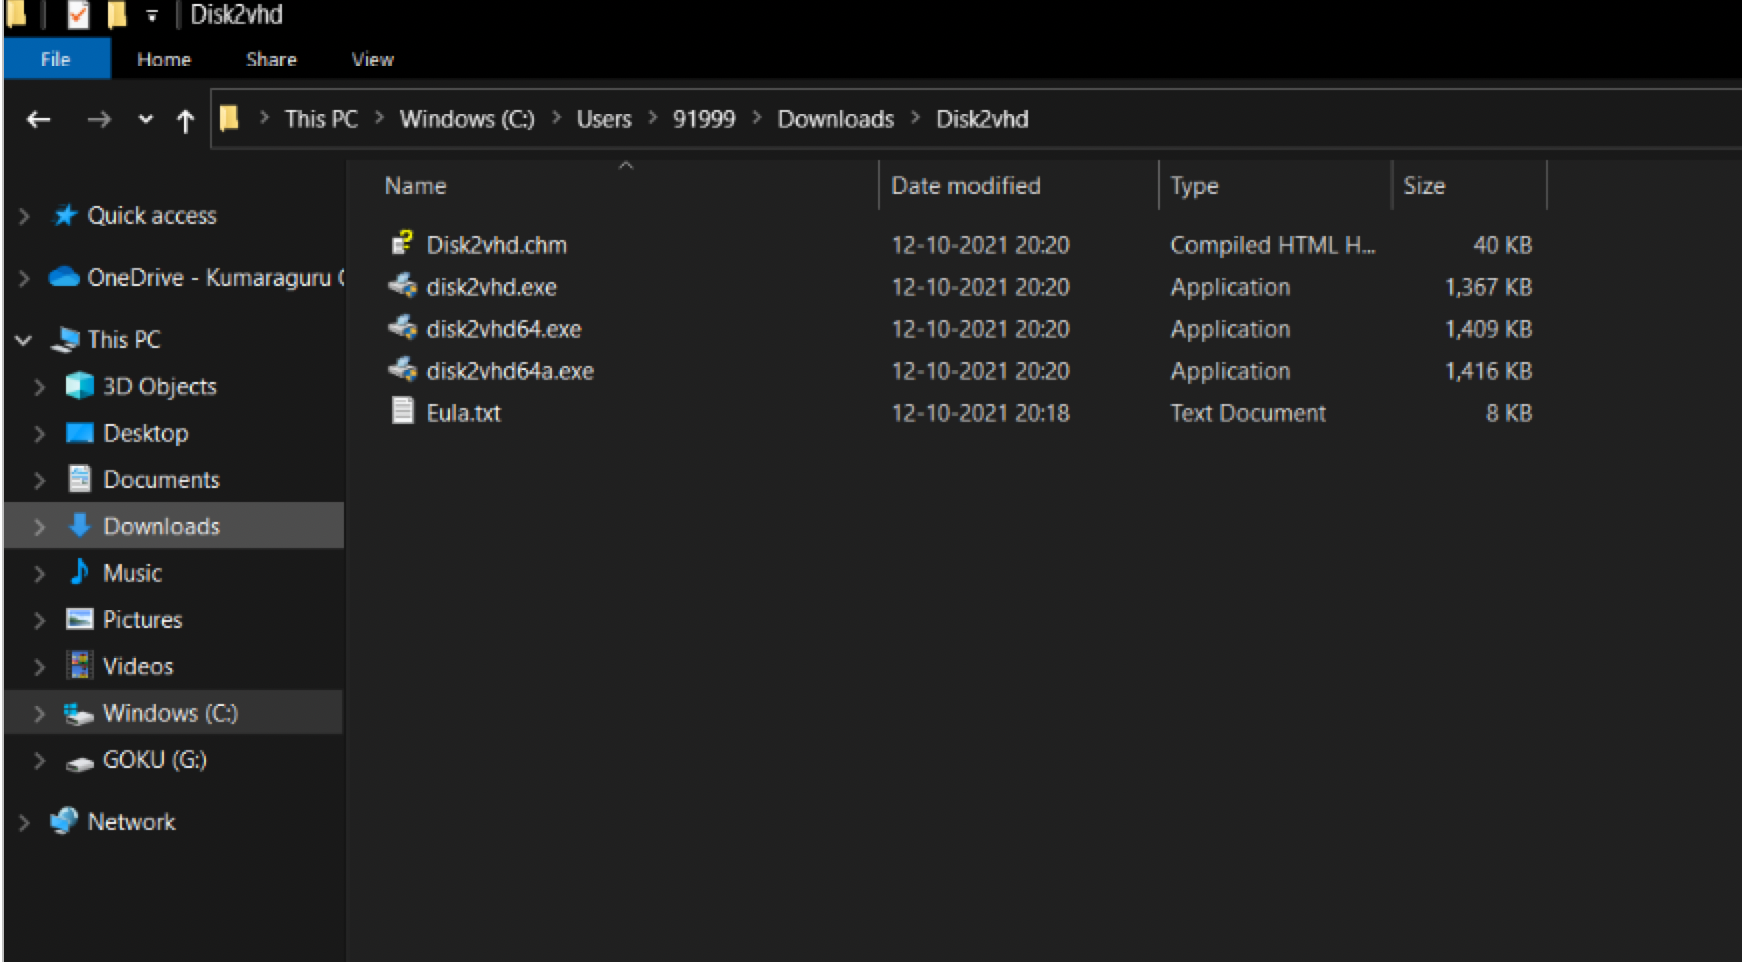 Disk2vhd
File Home Share View
This PC > Windows (C:) > Users > 91999 > Downloads > Disk2vhd
Name Date modified Type Size
Disk2vhd.chm 12-10-2021 20:20 Compiled HTML H... 40 KB
disk2vhd.exe 12-10-2021 20:20 Application 1,367 KB
disk2vhd64.exe 12-10-2021 20:20 Application 1,409 KB
disk2vhd64a.exe 12-10-2021 20:20 Application 1,416 KB
Eula.txt 12-10-2021 20:18 Text Document 8 KB
Quick access
OneDrive - Kumaraguru
This PC
3D Objects
Desktop
Documents
Downloads
Music
Pictures
Videos
Windows (C:)
GOKU (G:)
Network